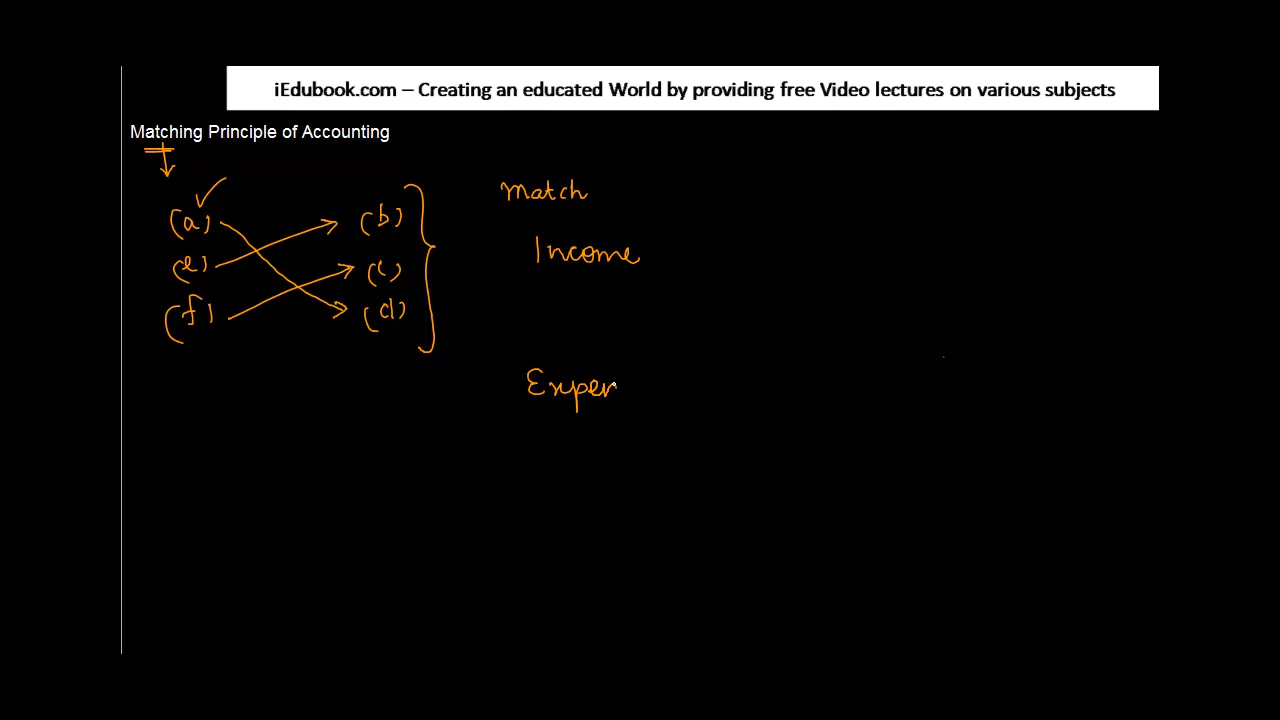 iEdubook.com – Creating an educated World by providing free Video lectures on various subjects
Matching Principle of Accounting
(a) (b)
(e) (c)
(f) (d)
Match
Income
Exper